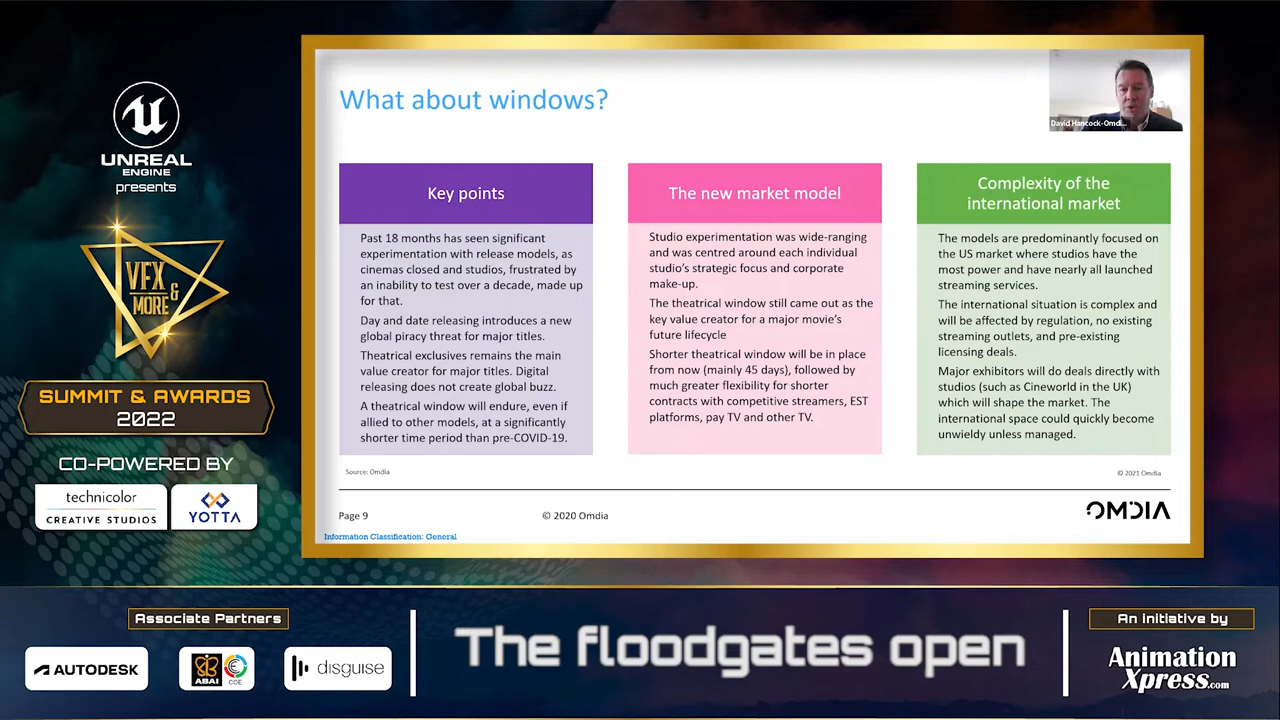 UNREAL
ENGINE
presents
VFX
& MORE
SUMMIT & AWARDS
2022
CO-POWERED BY
technicolor
CREATIVE STUDIOS
YOTTA
What about windows?
David Hancock-Omdi...
Key points
Past 18 months has seen significant
experimentation with release models, as
cinemas closed and studios, frustrated by
an inability to test over a decade, made up
for that.
Day and date releasing introduces a new
global piracy threat for major titles.
Theatrical exclusives remains the main
value creator for major titles. Digital
releasing does not create global buzz.
A theatrical window will endure, even if
allied to other models, at a significantly
shorter time period than pre-COVID-19.
The new market model
Studio experimentation was wide-ranging
and was centred around each individual
studio's strategic focus and corporate
make-up.
The theatrical window still came out as the
key value creator for a major movie's
future lifecycle
Shorter theatrical window will be in place
from now (mainly 45 days), followed by
much greater flexibility for shorter
contracts with competitive streamers, EST
platforms, pay TV and other TV.
Complexity of the
international market
The models are predominantly focused on
the US market where studios have the
most power and have nearly all launched
streaming services.
The international situation is complex and
will be affected by regulation, no existing
streaming outlets, and pre-existing
licensing deals.
Major exhibitors will do deals directly with
studios (such as Cineworld in the UK)
which will shape the market. The
international space could quickly become
unwieldy unless managed.
Source: Omdia
© 2021 Omdia
Page 9
© 2020 Omdia
OMDIA
Information Classification: General
Associate Partners
AUTODESK
ABAI
COE
disguise
The floodgates open
An Initiative by
Animation
Xpress.com